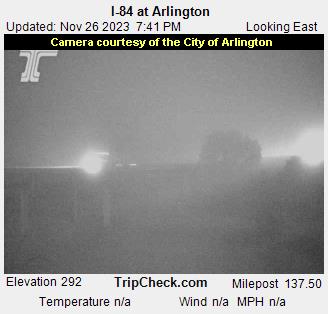 I-84 at Arlington
Updated: Nov 26 2023 7:41 PM Looking East
Camera courtesy of the City of Arlington
Elevation 292 TripCheck.com Milepost 137.50
Temperature n/a Wind n/a MPH n/a